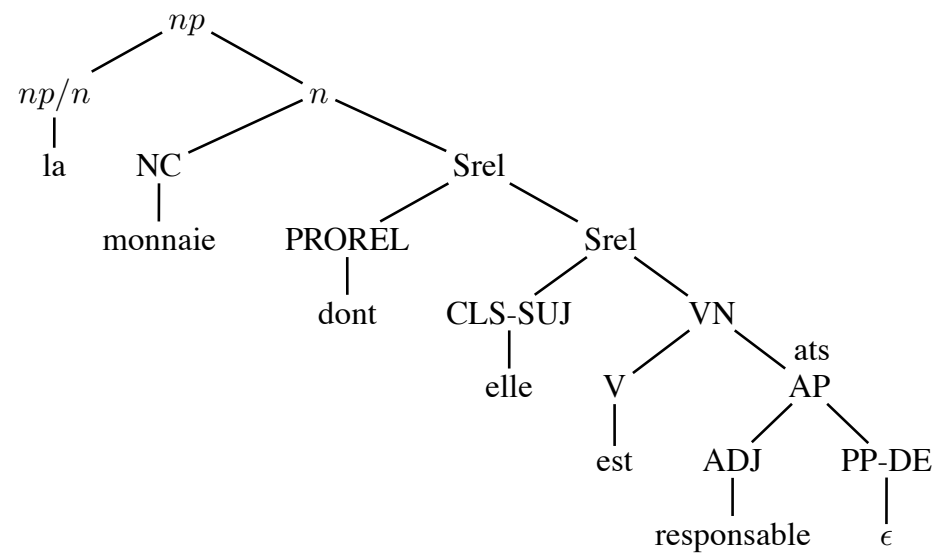 np
np/n n
la NC Srel
monnaie PROREL Srel
dont CLS-SUJ VN
ats
elle V AP
est ADJ PP-DE
responsable ϵ